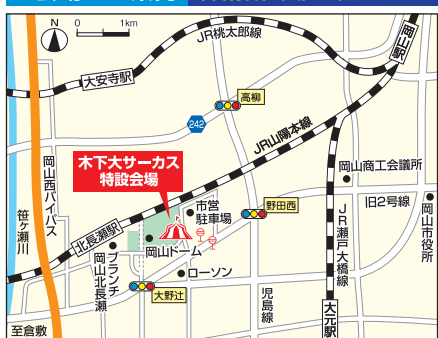 N
0
1km
JR桃太郎線
岡山駅
大安寺駅
高柳
242
JR山陽本線
木下大サーカス
特設会場
岡山西バイパス
笹ヶ瀬川
岡山商工会議所
市営
駐車場
野田西
旧2号線
岡山市役所
北長瀬駅
岡山ドーム
ブランチ
岡山北長瀬
ローソン
JR瀬戸大橋線
大野辻
児島線
大元駅
至倉敷